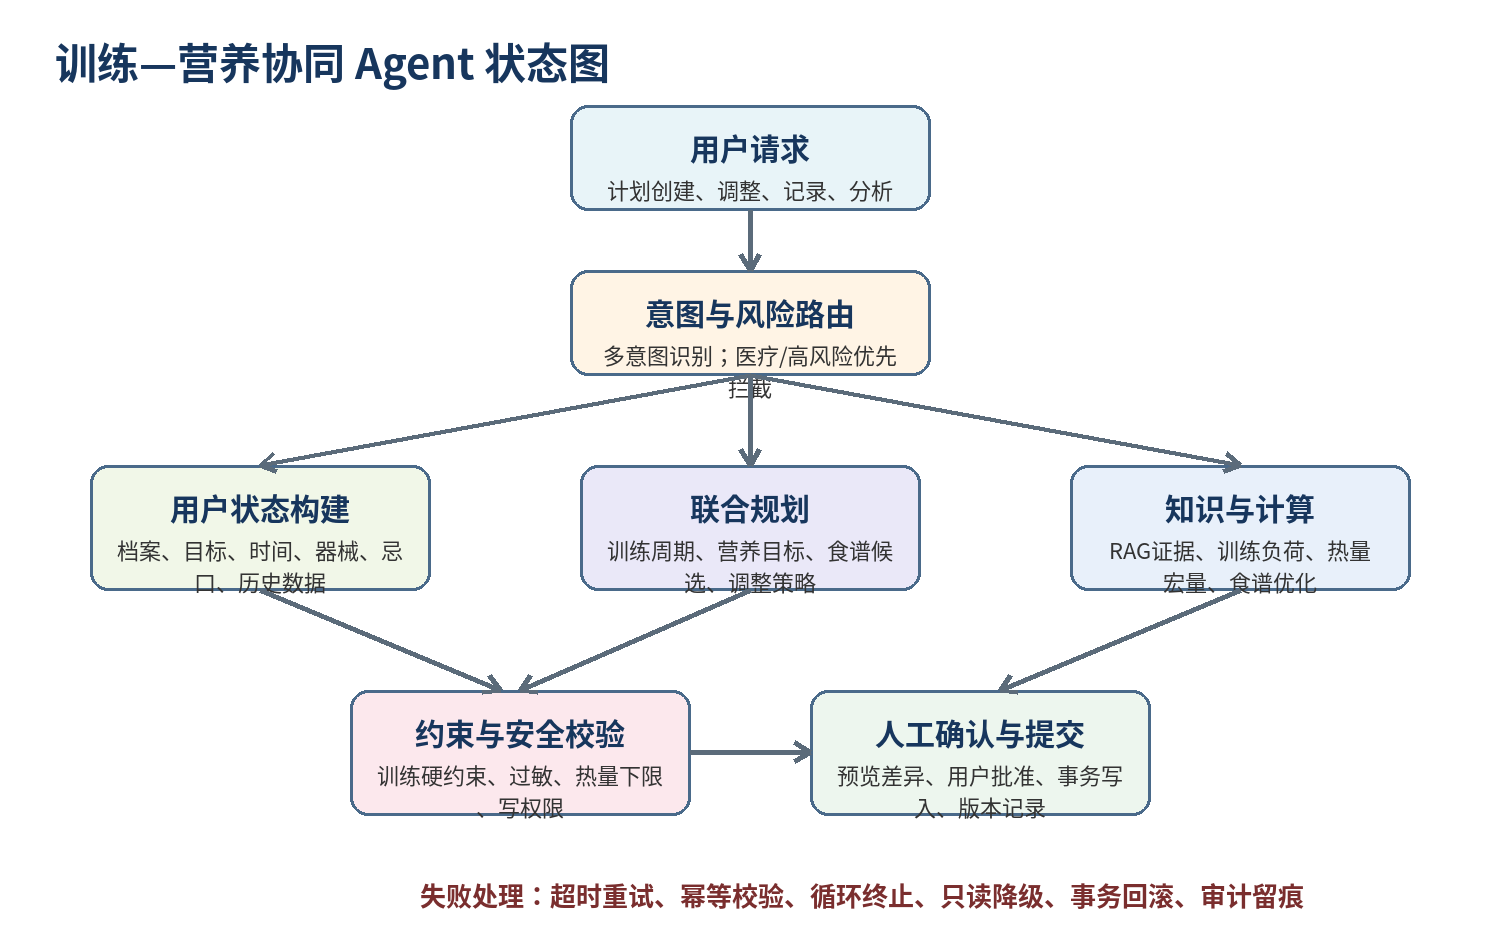 训练—营养协同 Agent 状态图
用户请求
计划创建、调整、记录、分析
意图与风险路由
多意图识别；医疗/高风险优先
拦截
用户状态构建
档案、目标、时间、器械、忌
口、历史数据
联合规划
训练周期、营养目标、食谱候
选、调整策略
知识与计算
RAG证据、训练负荷、热量
宏量、食谱优化
约束与安全校验
训练硬约束、过敏、热量下限
、写权限
人工确认与提交
预览差异、用户批准、事务写
入、版本记录
失败处理：超时重试、幂等校验、循环终止、只读降级、事务回滚、审计留痕